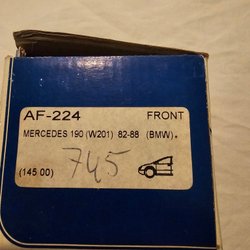 AF-224 FRONT
MERCEDES 190 (W201) 82-88 (BMW).
745
(145 00)